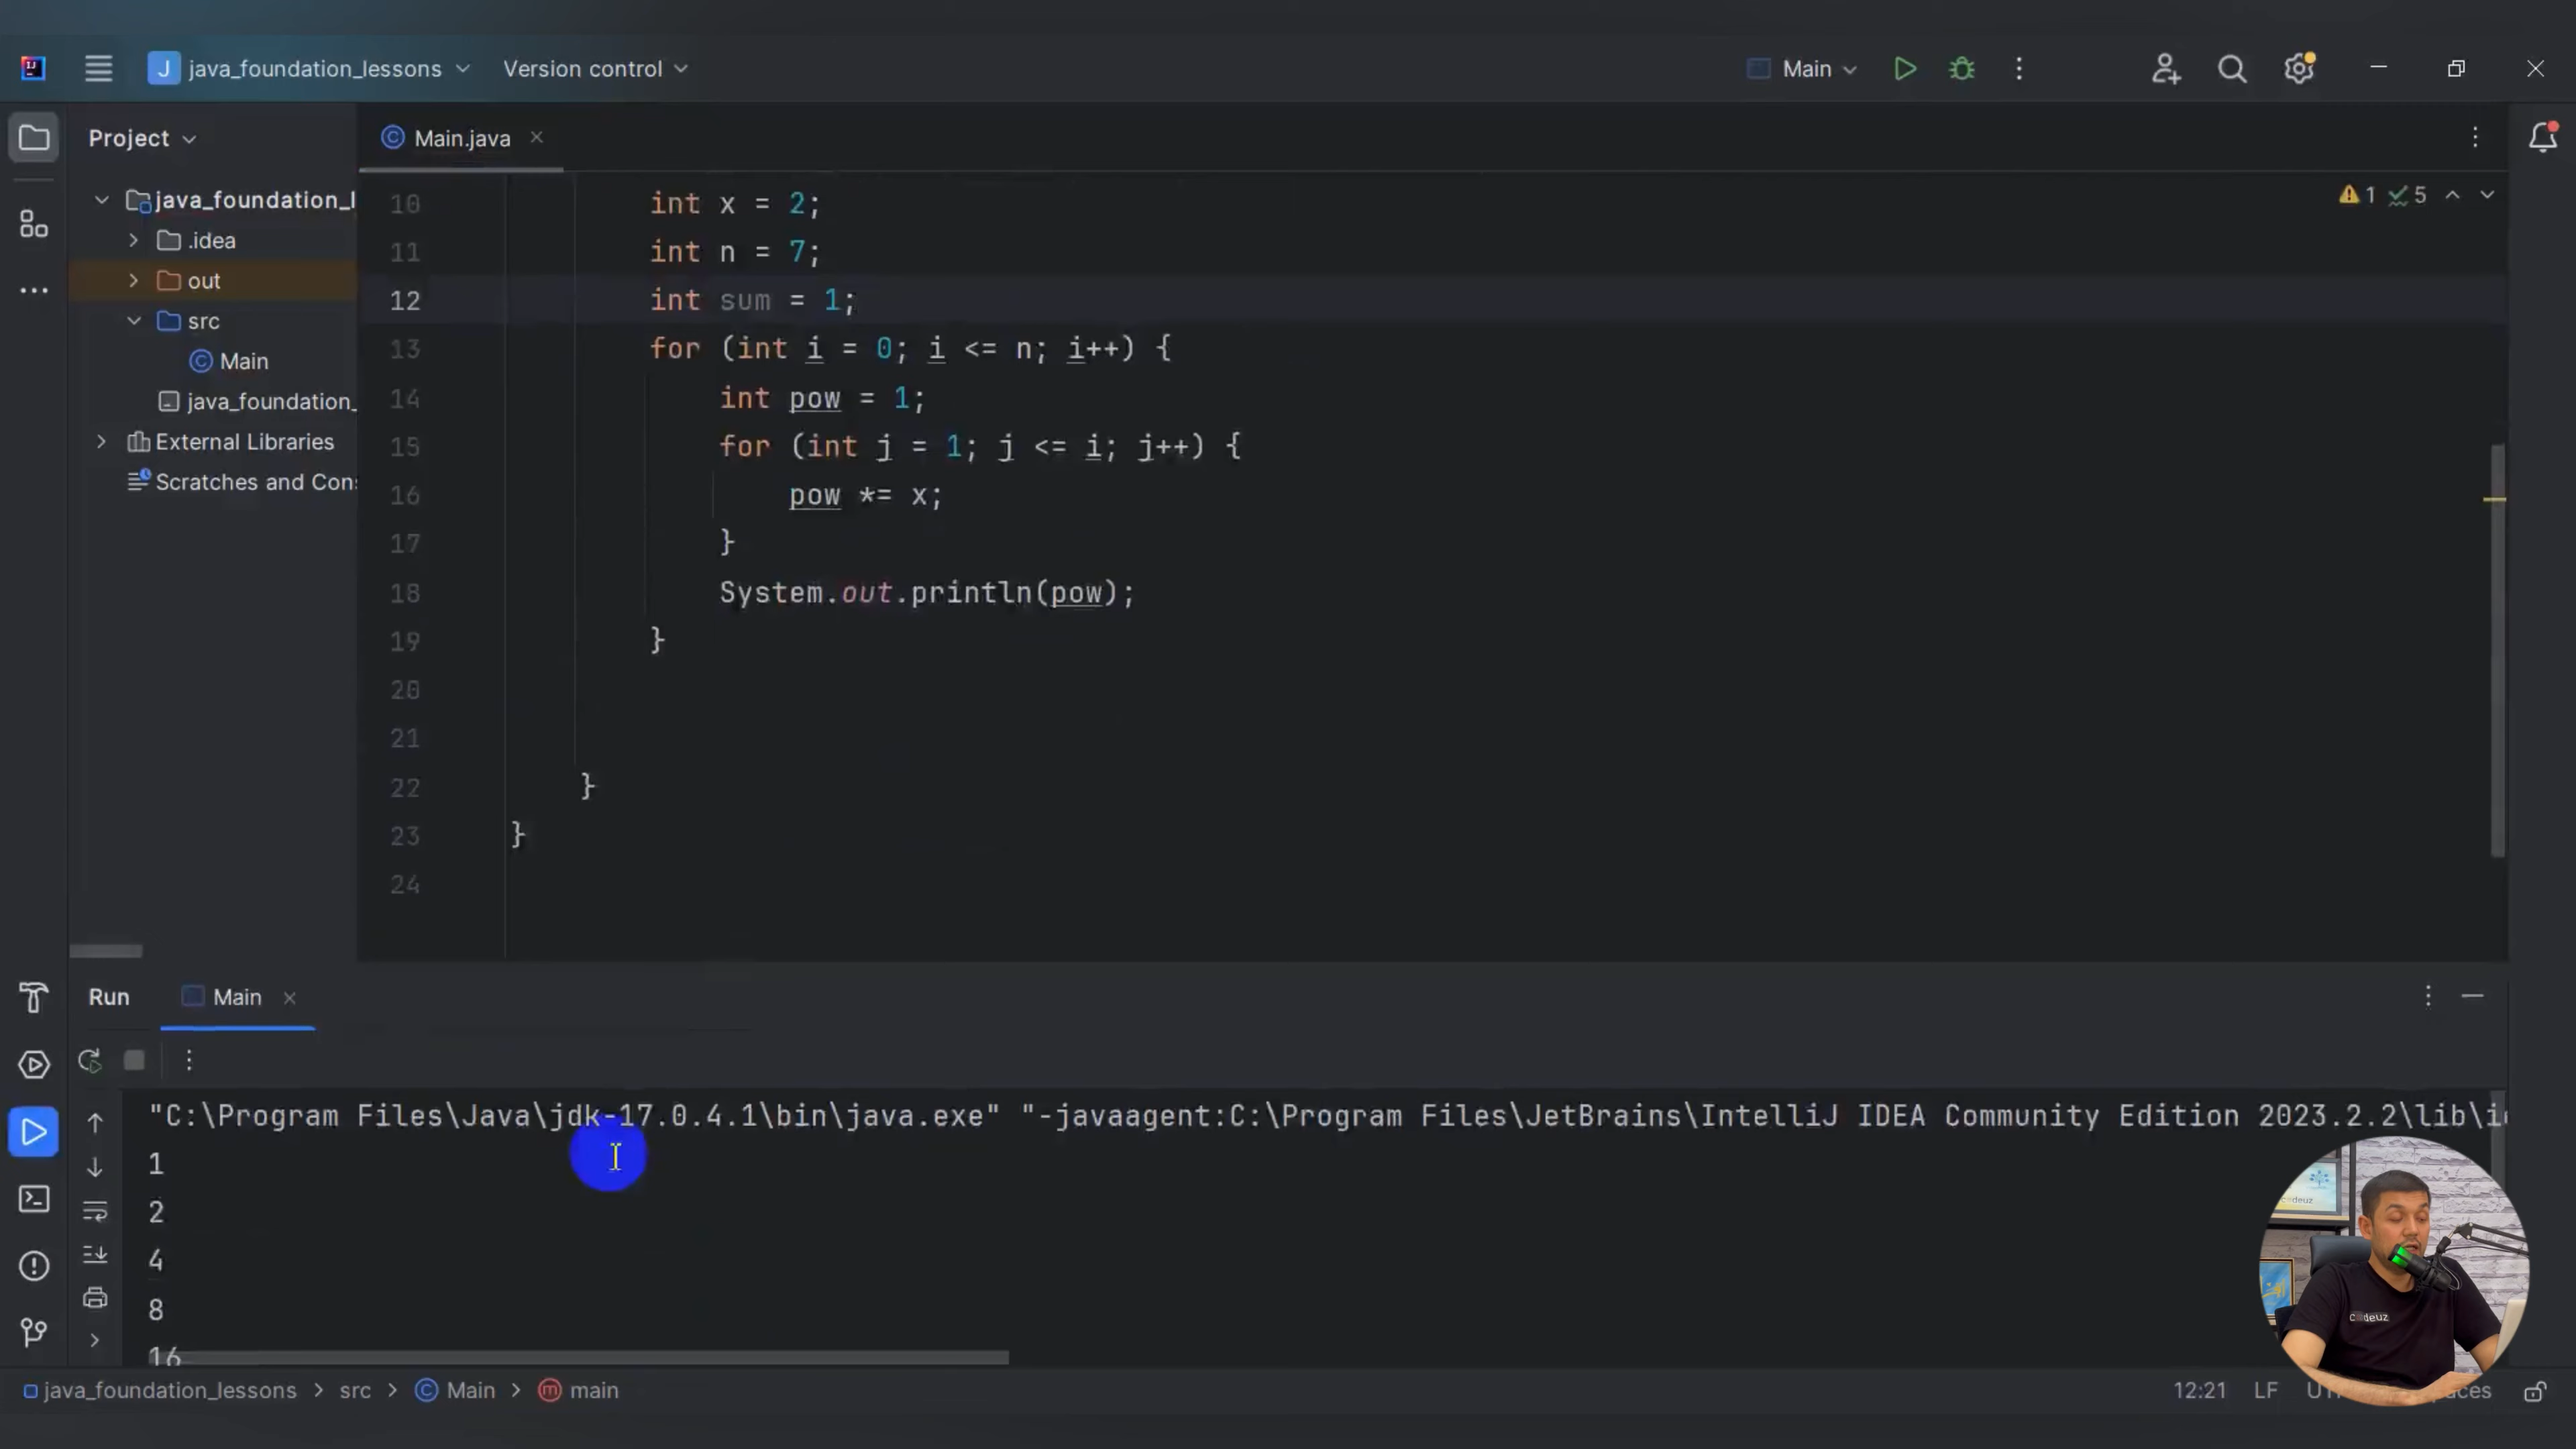 java_foundation_lessons
Version control
Main
Project
Main.java
java_foundation_l
.idea
out
src
Main
java_foundation_
External Libraries
Scratches and Con
1 5
10 int x = 2;
11 int n = 7;
12 int sum = 1;
13 for (int i = 0; i <= n; i++) {
14 int pow = 1;
15 for (int j = 1; j <= i; j++) {
16 pow *= x;
17 }
18 System.out.println(pow);
19 }
20
21
22 }
23 }
24
Run Main
"C:\Program Files\Java\jdk-17.0.4.1\bin\java.exe" "-javaagent:C:\Program Files\JetBrains\IntelliJ IDEA Community Edition 2023.2.2\lib\i
1
2
4
8
16
java_foundation_lessons > src > Main > main
12:21 LF
Codeuz